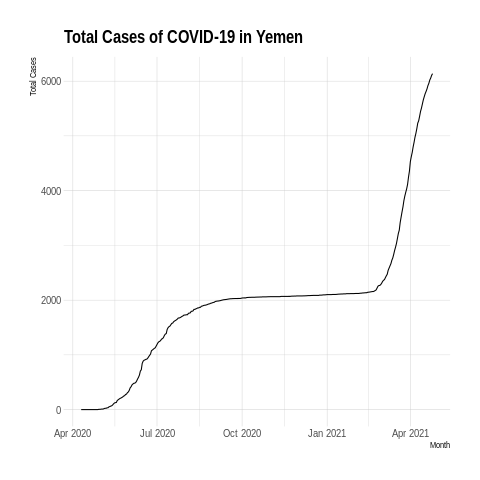 Total Cases of COVID-19 in Yemen
Total Cases
6000
4000
2000
0
Apr 2020 Jul 2020 Oct 2020 Jan 2021 Apr 2021
Month